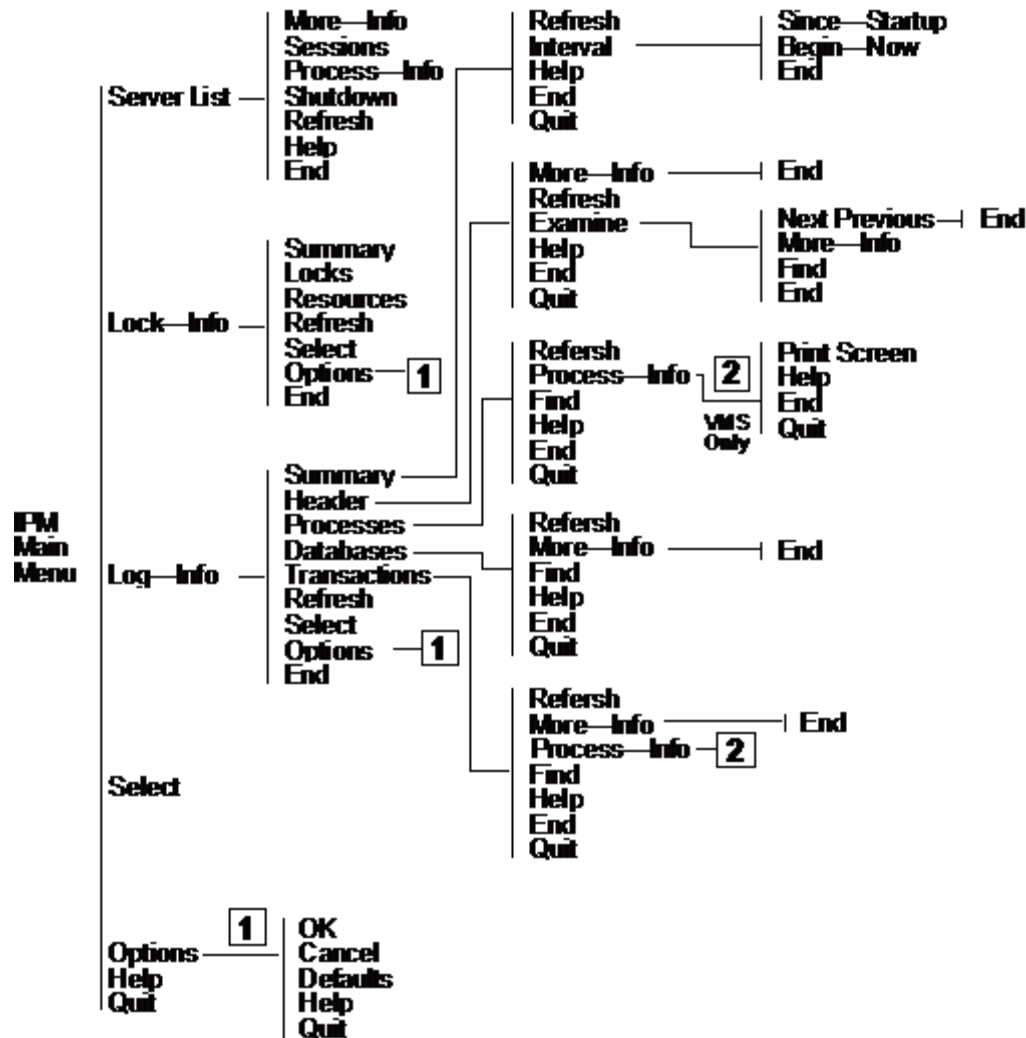 IPM
Main
Menu
Server List
Lock—Info
Log—Info
Select
Options
Help
Quit
More—Info
Sessions
Process—Info
Shutdown
Refresh
Help
End
Summary
Locks
Resources
Refresh
Select
Options
1
End
Summary
Header
Processes
Databases
Transactions
Refresh
Select
Options
1
End
1
OK
Cancel
Defaults
Help
Quit
Refresh
Interval
Help
End
Quit
Since—Startup
Begin—Now
End
More—Info
Refresh
Examine
Help
End
Quit
End
Next Previous
More—Info
Find
End
End
Refersh
Process—Info
Find
Help
End
Quit
2
VMS
Only
Print Screen
Help
End
Quit
Refersh
More—Info
Find
Help
End
Quit
End
Refersh
More—Info
Process—Info
Find
Help
End
Quit
End
2